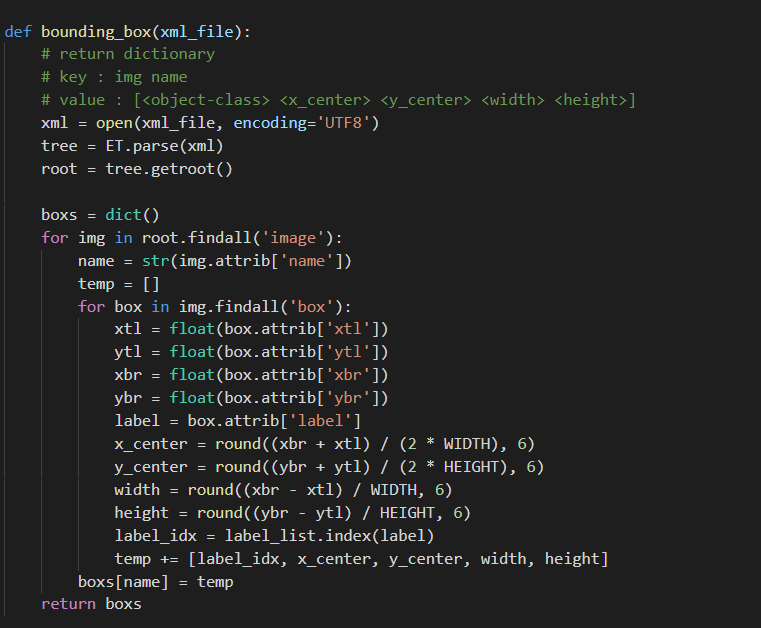 def bounding_box(xml_file):
    # return dictionary
    # key : img name
    # value : [<object-class> <x_center> <y_center> <width> <height>]
    xml = open(xml_file, encoding='UTF8')
    tree = ET.parse(xml)
    root = tree.getroot()

    boxs = dict()
    for img in root.findall('image'):
        name = str(img.attrib['name'])
        temp = []
        for box in img.findall('box'):
            xtl = float(box.attrib['xtl'])
            ytl = float(box.attrib['ytl'])
            xbr = float(box.attrib['xbr'])
            ybr = float(box.attrib['ybr'])
            label = box.attrib['label']
            x_center = round((xbr + xtl) / (2 * WIDTH), 6)
            y_center = round((ybr + ytl) / (2 * HEIGHT), 6)
            width = round((xbr - xtl) / WIDTH, 6)
            height = round((ybr - ytl) / HEIGHT, 6)
            label_idx = label_list.index(label)
            temp += [label_idx, x_center, y_center, width, height]
        boxs[name] = temp
    return boxs